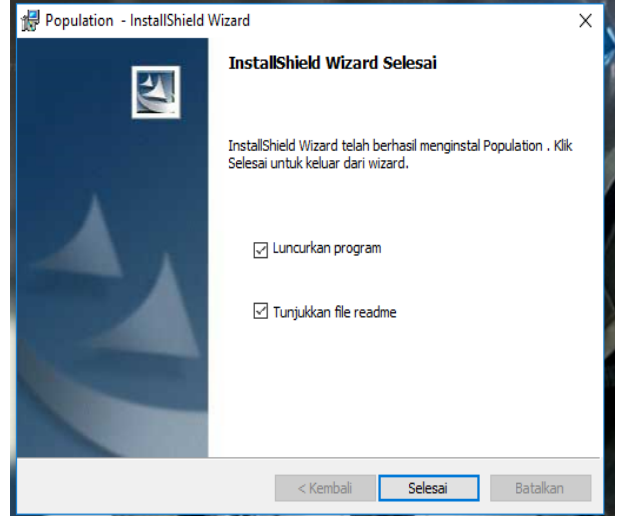 Population - InstallShield Wizard
InstallShield Wizard Selesai
InstallShield Wizard telah berhasil menginstal Population . Klik
Selesai untuk keluar dari wizard.
Luncurkan program
Tunjukkan file readme
< Kembali
Selesai
Batalkan